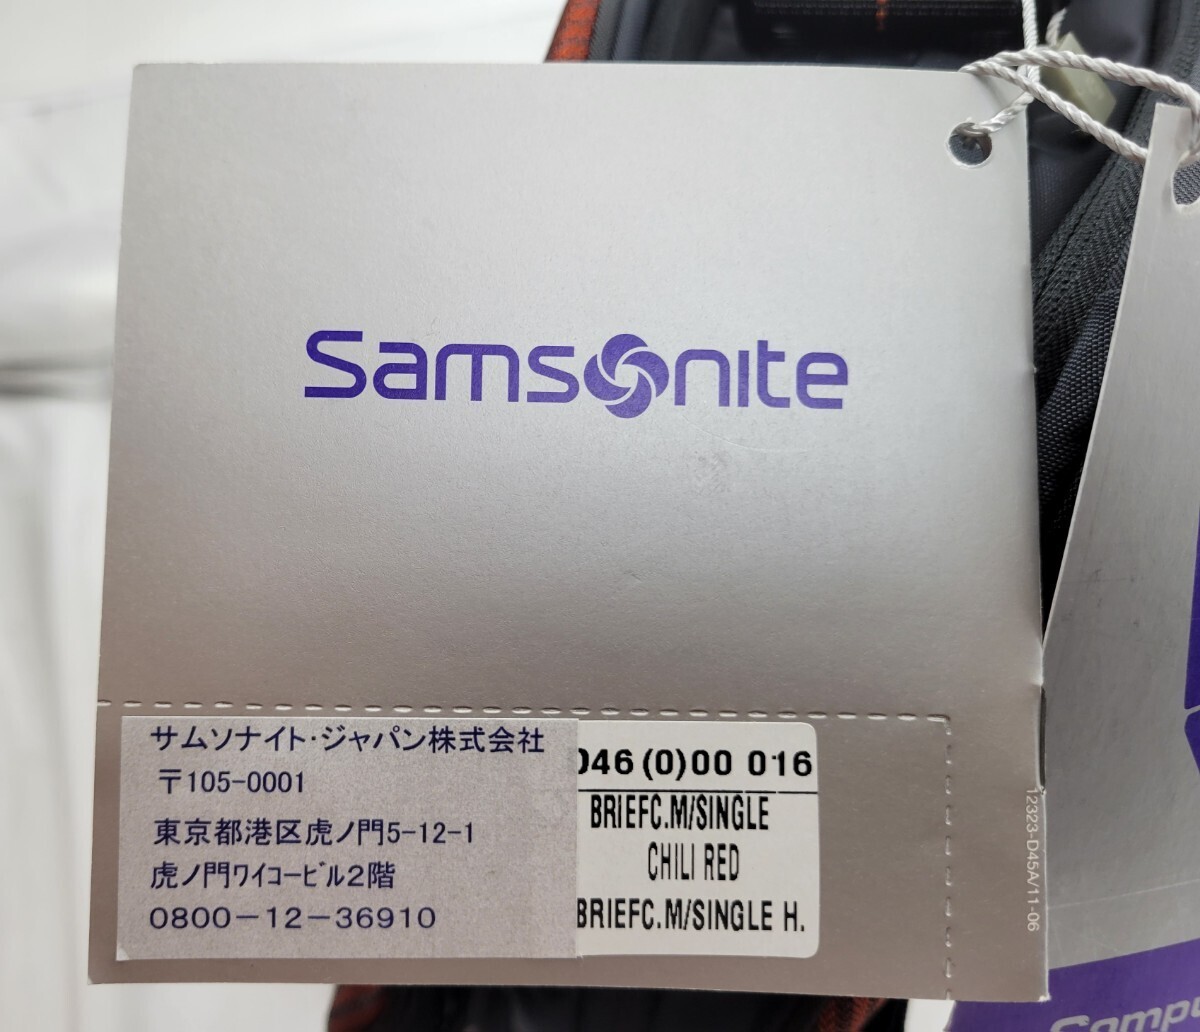 Samsonite
サムソナイト・ジャパン株式会社
〒105-0001
東京都港区虎ノ門5-12-1
虎ノ門ワイコービル2階
0800-12-36910
046(0)00 016
BRIEFC.M/SINGLE
CHILI RED
BRIEFC.M/SINGLE H.
12323-D45A/11-06